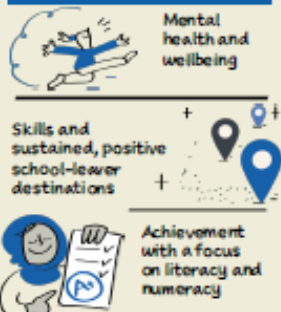 Mental
health and
wellbeing
Skills and
sustained, positive
school-leaver
destinations
Achievement
with a focus
on literacy and
numeracy